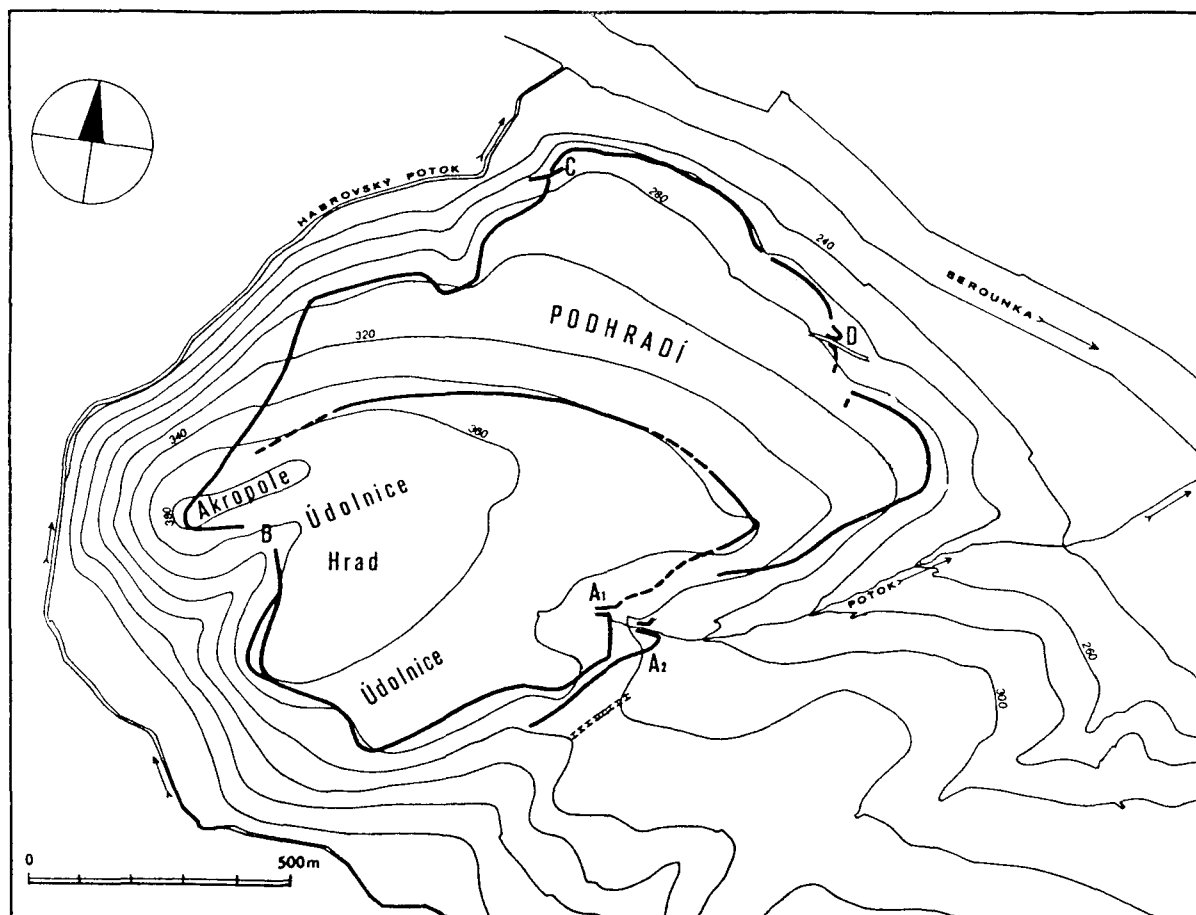 HABROVSKÝ POTOK
C
280
240
BEROUNKA
PODHRADÍ
D
320
340
360
Akropole
380
Údolnice
B
Hrad
A1
POTOK
A2
Údolnice
260
300
0 500m